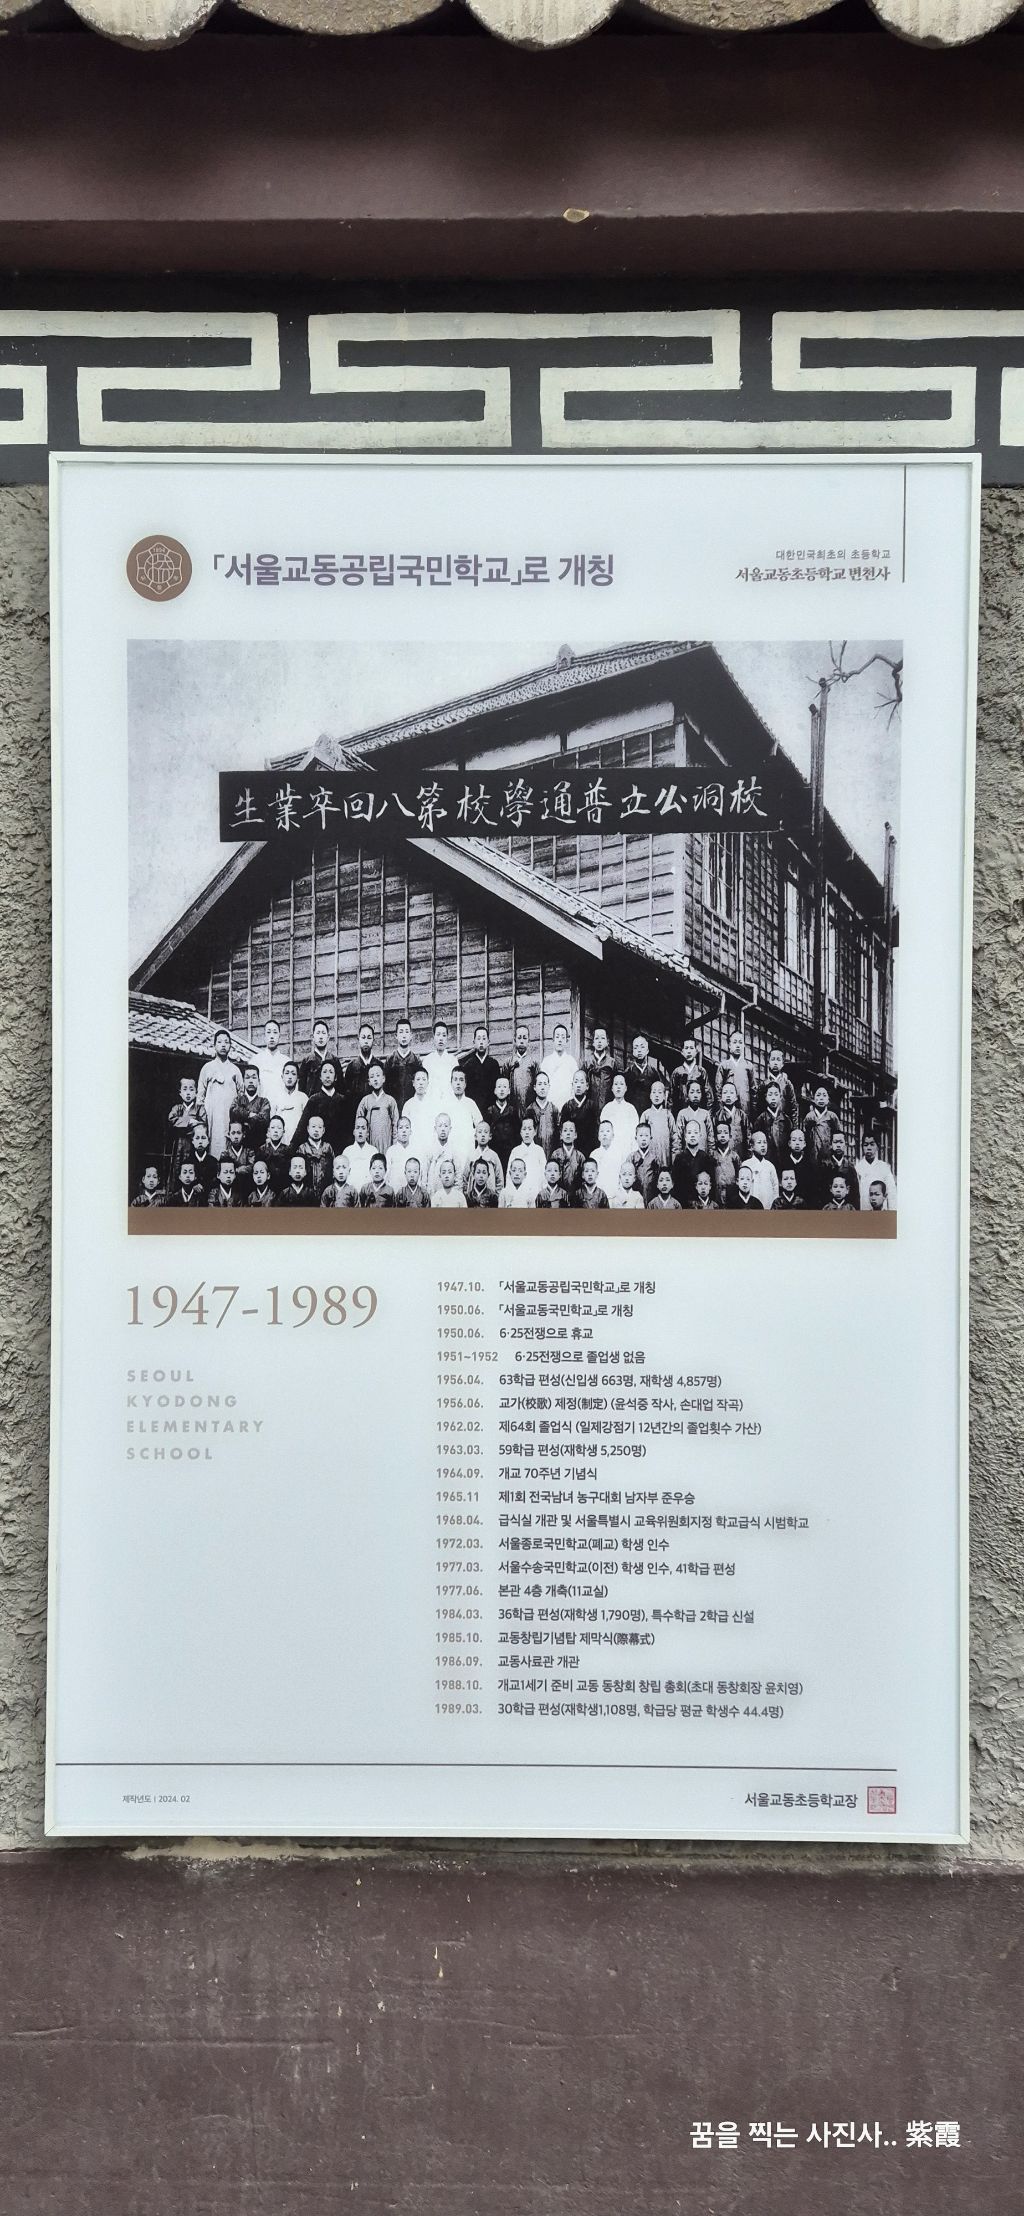 「서울교동공립국민학교」로 개칭
대한민국최초의 초등학교
서울교동초등학교 변천사
校洞公立普通學校第八回卒業生
1947-1989
SEOUL
KYODONG
ELEMENTARY
SCHOOL
1947.10. 「서울교동공립국민학교」로 개칭
1950.06. 「서울교동국민학교」로 개칭
1950.06. 6·25전쟁으로 휴교
1951~1952 6·25전쟁으로 졸업생 없음
1956.04. 63학급 편성(신입생 663명, 재학생 4,857명)
1956.06. 교가(校歌) 제정(制定) (윤석중 작사, 손대업 작곡)
1962.02. 제64회 졸업식 (일제강점기 12년간의 졸업횟수 가산)
1963.03. 59학급 편성(재학생 5,250명)
1964.09. 개교 70주년 기념식
1965.11 제1회 전국남녀 농구대회 남자부 준우승
1968.04. 급식실 개관 및 서울특별시 교육위원회지정 학교급식 시범학교
1972.03. 서울종로국민학교(폐교) 학생 인수
1977.03. 서울수송국민학교(이전) 학생 인수, 41학급 편성
1977.06. 본관 4층 개축(11교실)
1984.03. 36학급 편성(재학생 1,790명), 특수학급 2학급 신설
1985.10. 교동창립기념탑 제막식(除幕式)
1986.09. 교동사료관 개관
1988.10. 개교1세기 준비 교동 동창회 창립 총회(초대 동창회장 윤치영)
1989.03. 30학급 편성(재학생1,108명, 학급당 평균 학생수 44.4명)
제작년도 | 2024. 02
서울교동초등학교장
꿈을 찍는 사진사.. 紫霞